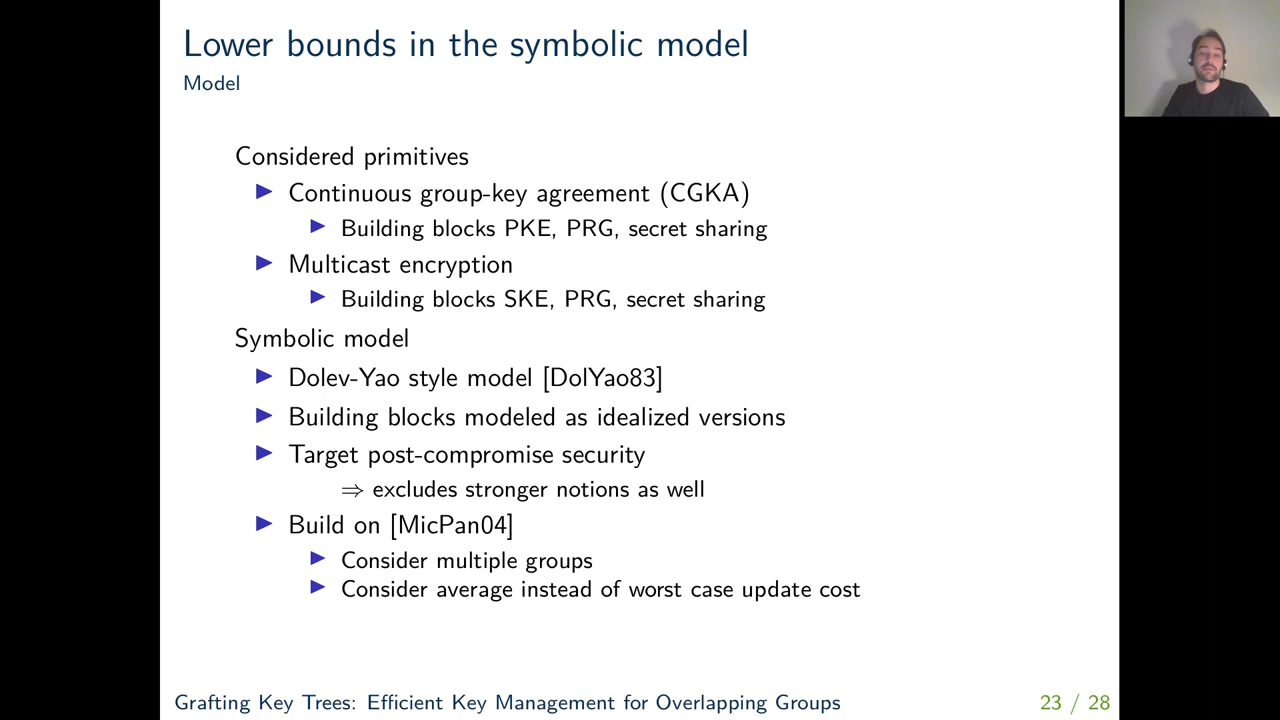 Lower bounds in the symbolic model
Model
Considered primitives
▶ Continuous group-key agreement (CGKA)
▶ Building blocks PKE, PRG, secret sharing
▶ Multicast encryption
▶ Building blocks SKE, PRG, secret sharing
Symbolic model
▶ Dolev-Yao style model [DolYao83]
▶ Building blocks modeled as idealized versions
▶ Target post-compromise security
⇒ excludes stronger notions as well
▶ Build on [MicPan04]
▶ Consider multiple groups
▶ Consider average instead of worst case update cost
Grafting Key Trees: Efficient Key Management for Overlapping Groups
23 / 28